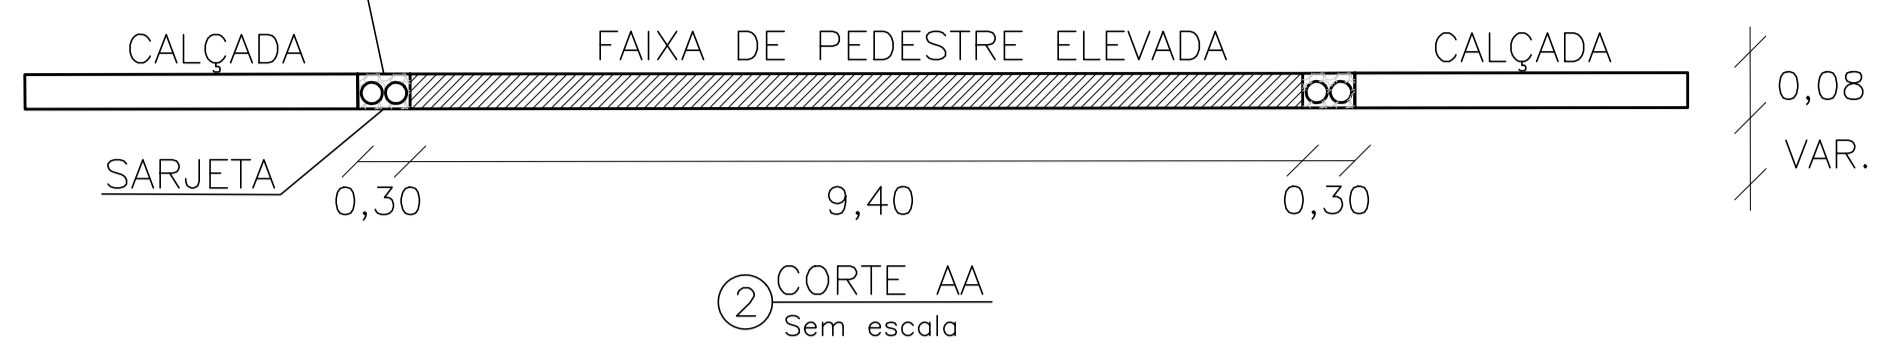 CALÇADA
FAIXA DE PEDESTRE ELEVADA
CALÇADA
0,08
VAR.
SARJETA
0,30
9,40
0,30
2
CORTE AA
Sem escala